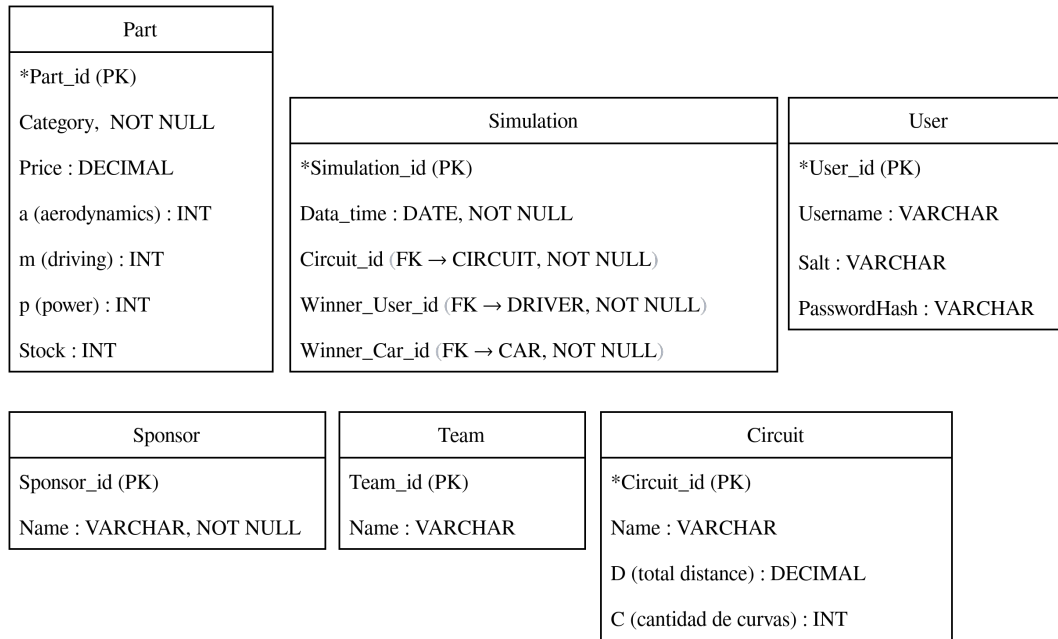 Part
*Part_id (PK)
Category,  NOT NULL
Price : DECIMAL
a (aerodynamics) : INT
m (driving) : INT
p (power) : INT
Stock : INT
Simulation
*Simulation_id (PK)
Data_time : DATE, NOT NULL
Circuit_id (FK → CIRCUIT, NOT NULL)
Winner_User_id (FK → DRIVER, NOT NULL)
Winner_Car_id (FK → CAR, NOT NULL)
User
*User_id (PK)
Username : VARCHAR
Salt : VARCHAR
PasswordHash : VARCHAR
Sponsor
Sponsor_id (PK)
Name : VARCHAR, NOT NULL
Team
Team_id (PK)
Name : VARCHAR
Circuit
*Circuit_id (PK)
Name : VARCHAR
D (total distance) : DECIMAL
C (cantidad de curvas) : INT